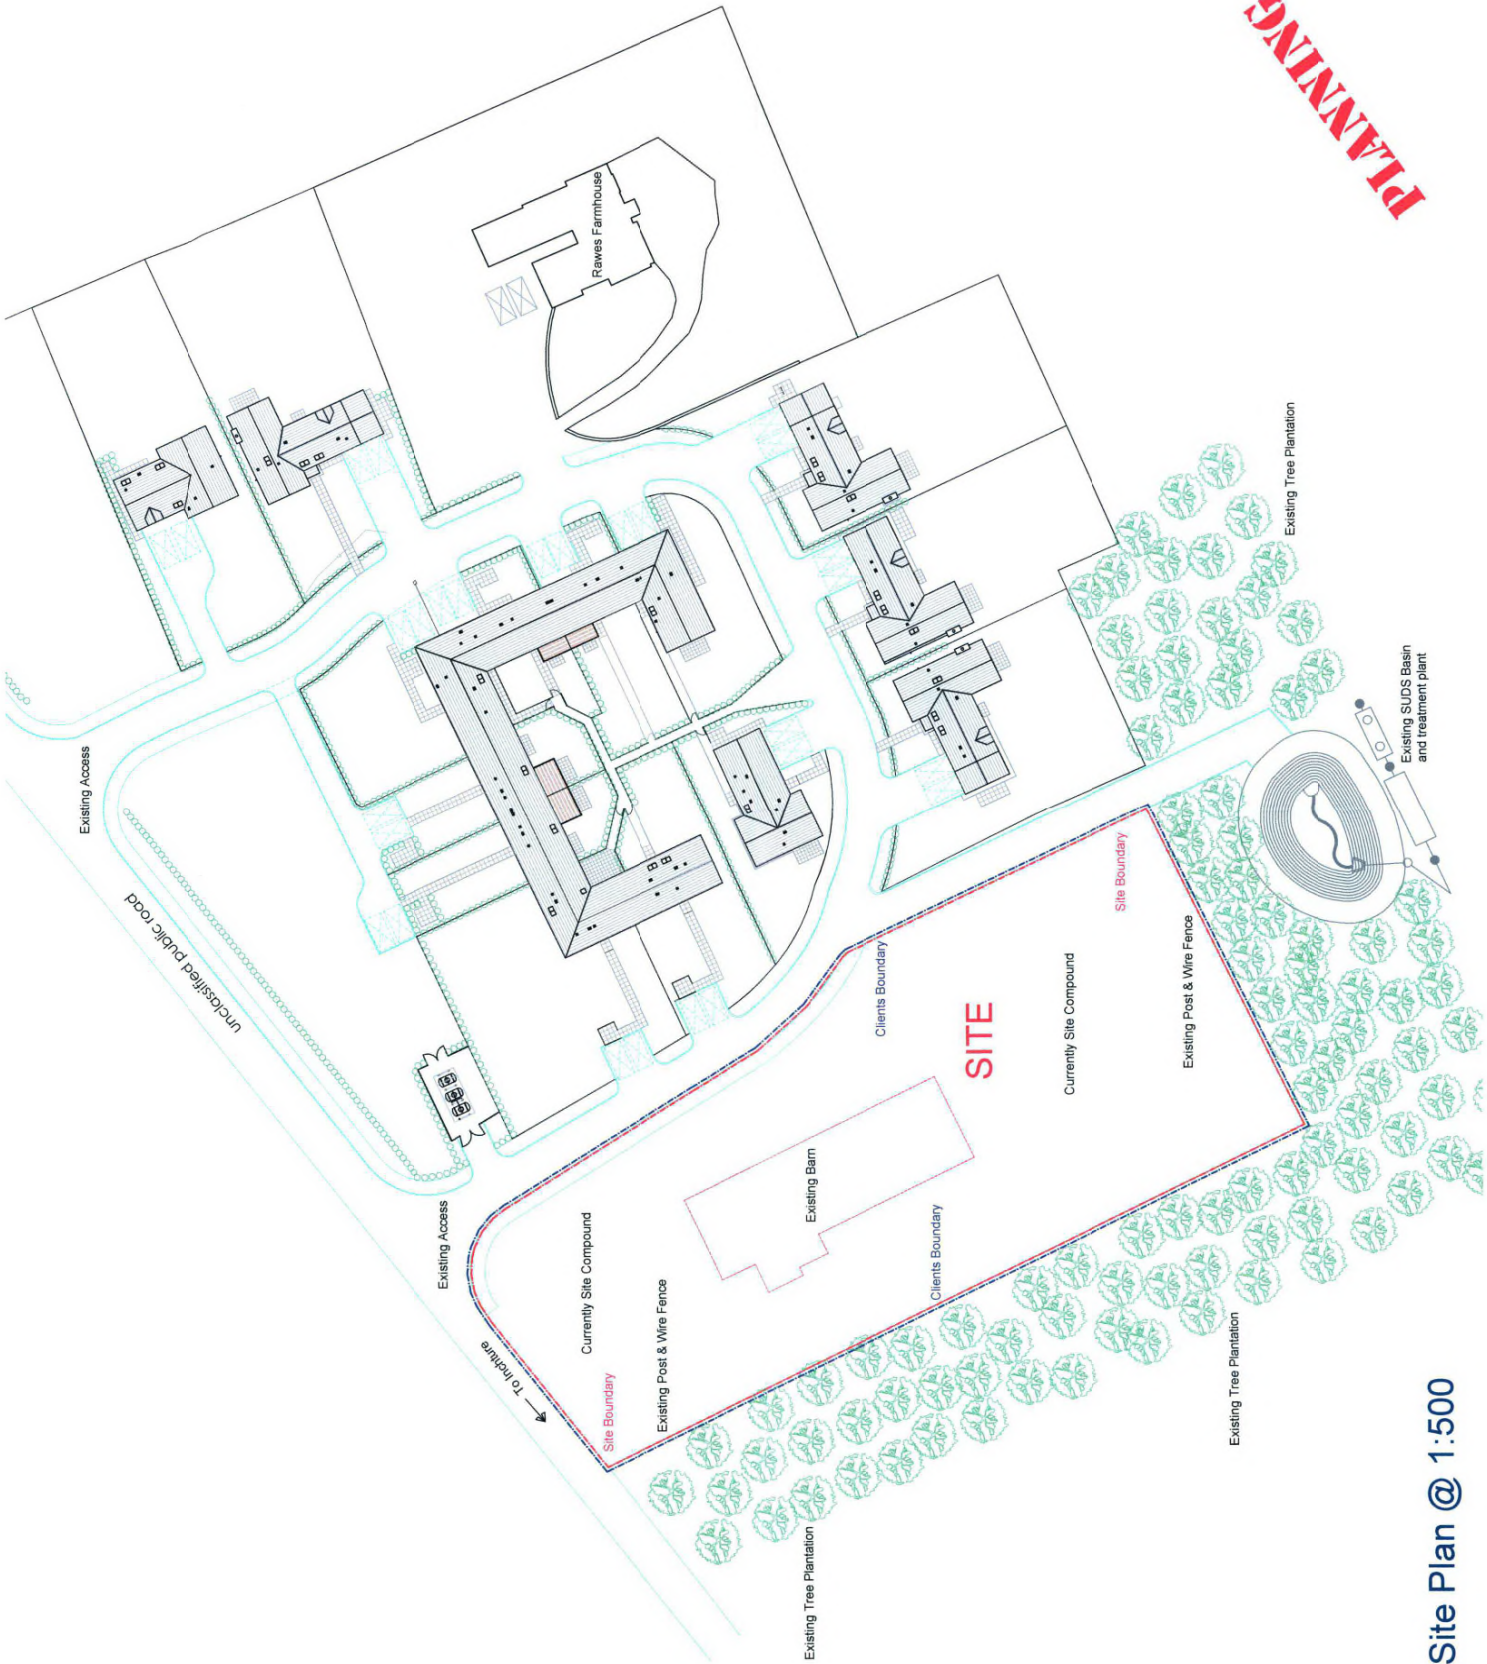 PLANNING
Rawes Farmhouse
Existing Tree Plantation
Existing SUDS Basin
and treatment plant
Existing Access
unclassified public road
Site Boundary
Clients Boundary
Existing Post & Wire Fence
SITE
Currently Site Compound
Existing Barn
Existing Access
Clients Boundary
Currently Site Compound
Existing Post & Wire Fence
To Inchture
Site Boundary
Existing Tree Plantation
Existing Tree Plantation
Site Plan @ 1:500